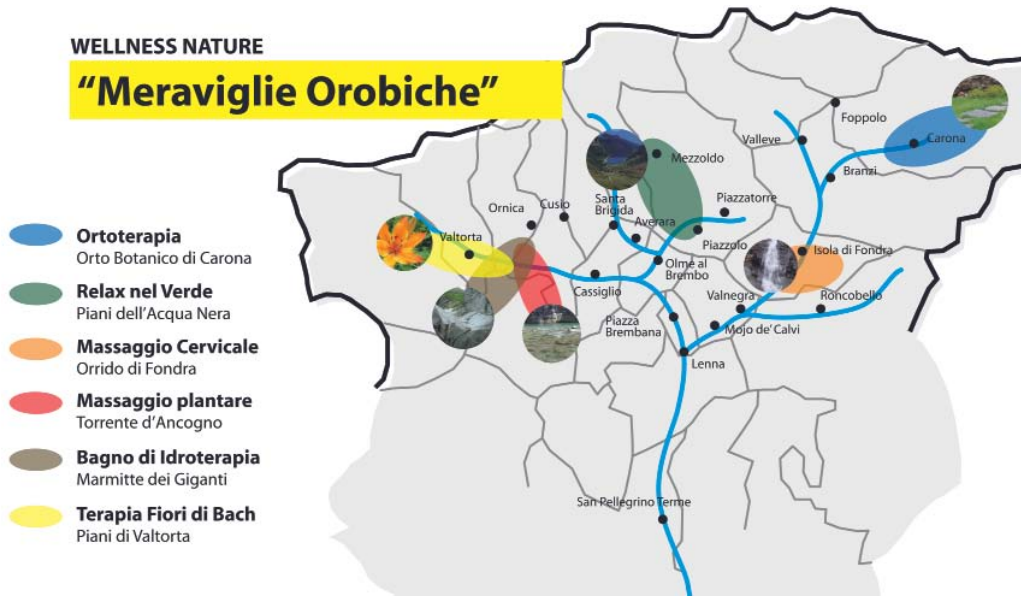 WELLNESS NATURE
“Meraviglie Orobiche”
Ortoterapia
Orto Botanico di Carona
Relax nel Verde
Piani dell’Acqua Nera
Massaggio Cervicale
Orrido di Fondra
Massaggio plantare
Torrente d’Ancogno
Bagno di Idroterapia
Marmitte dei Giganti
Terapia Fiori di Bach
Piani di Valtorta
Foppolo
Carona
Valleve
Branzi
Mezzoldo
Piazzatorre
Santa
Brigida
Cusio
Ornica
Averara
Piazzolo
Valtorta
Olme al
Brembo
Isola di Fondra
Cassiglio
Valnegra
Roncobello
Piazza
Brembana
Mojo de’ Calvi
Lenna
San Pellegrino Terme